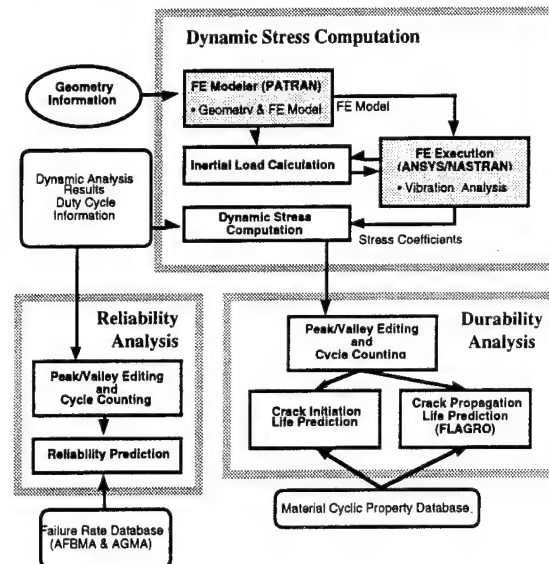 Dynamic Stress Computation
Geometry
Information
FE Modeler (PATRAN)
• Geometry & FE Model
FE Model
Inertial Load Calculation
FE Execution
(ANSYS/NASTRAN)
• Vibration Analysis
Dynamic Analysis
Results
Duty Cycle
Information
Dynamic Stress
Computation
Stress Coefficients
Reliability
Analysis
Peak/Valley Editing
and
Cycle Counting
Reliability Prediction
Failure Rate Database
(AFBMA & AGMA)
Durability
Analysis
Peak/Valley Editing
and
Cycle Counting
Crack Initiation
Life Prediction
Crack Propagation
Life Prediction
(FLAGRO)
Material Cyclic Property Database